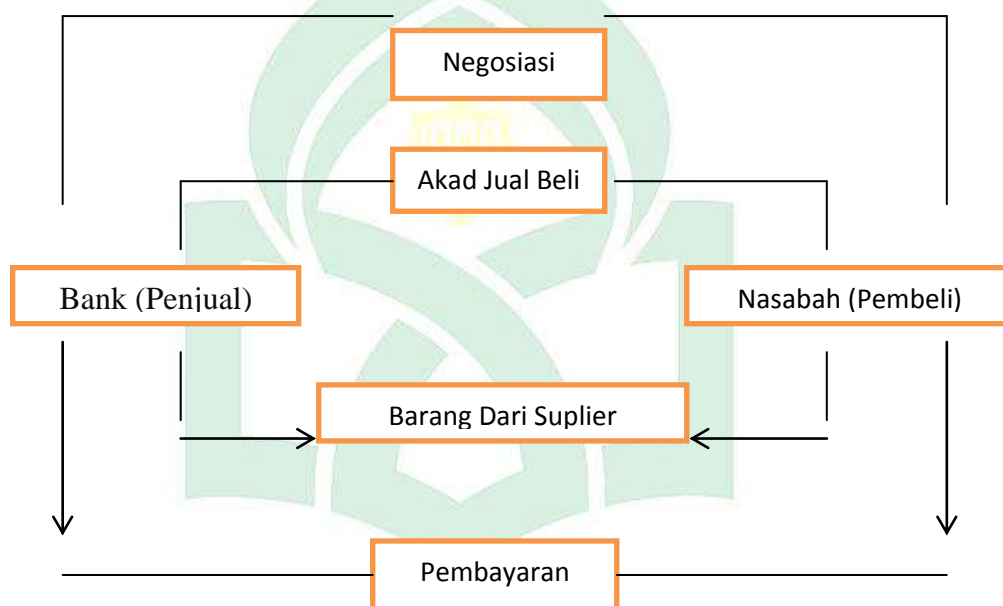 Negosiasi
Akad Jual Beli
Bank (Penjual)
Nasabah (Pembeli)
Barang Dari Suplier
Pembayaran